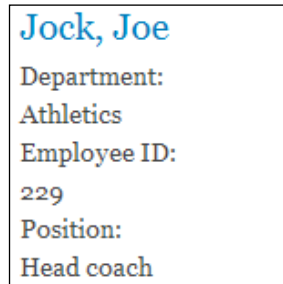 Jock, Joe
Department:
Athletics
Employee ID:
229
Position:
Head coach